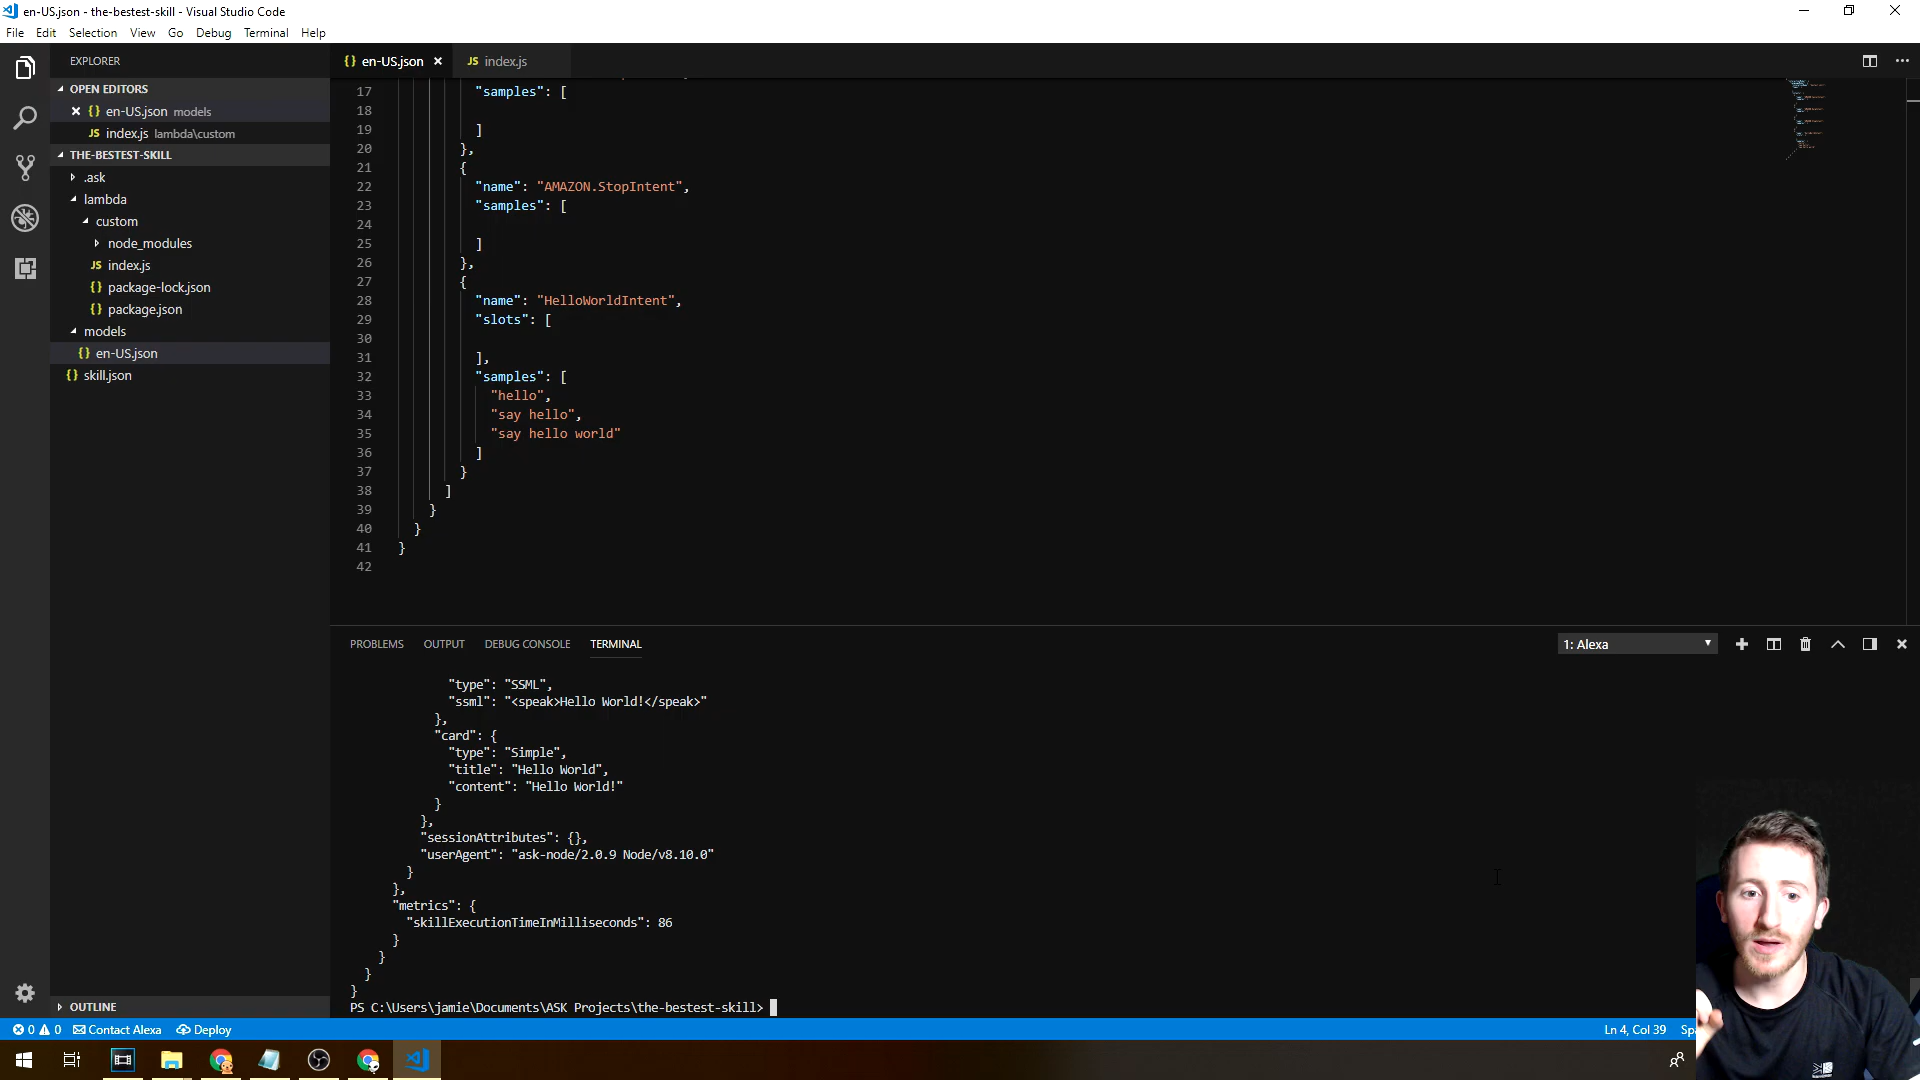 en-US.json - the-bestest-skill - Visual Studio Code
File Edit Selection View Go Debug Terminal Help
EXPLORER
OPEN EDITORS
en-US.json models
index.js lambda\custom
THE-BESTEST-SKILL
.ask
lambda
custom
node_modules
index.js
package-lock.json
package.json
models
en-US.json
skill.json
OUTLINE
en-US.json
index.js
17 "samples": [
18
19 ]
20 },
21 {
22 "name": "AMAZON.StopIntent",
23 "samples": [
24
25 ]
26 },
27 {
28 "name": "HelloWorldIntent",
29 "slots": [
30
31 ],
32 "samples": [
33 "hello",
34 "say hello",
35 "say hello world"
36 ]
37 }
38 ]
39 }
40 }
41 }
42
PROBLEMS OUTPUT DEBUG CONSOLE TERMINAL
1: Alexa
"type": "SSML",
"ssml": "<speak>Hello World!</speak>"
},
"card": {
"type": "Simple",
"title": "Hello World",
"content": "Hello World!"
}
},
"sessionAttributes": {},
"userAgent": "ask-node/2.0.9 Node/v8.10.0"
}
},
"metrics": {
"skillExecutionTimeInMilliseconds": 86
}
}
}
}
PS C:\Users\jamie\Documents\ASK Projects\the-bestest-skill>
0 0 Contact Alexa Deploy
Ln 4, Col 39